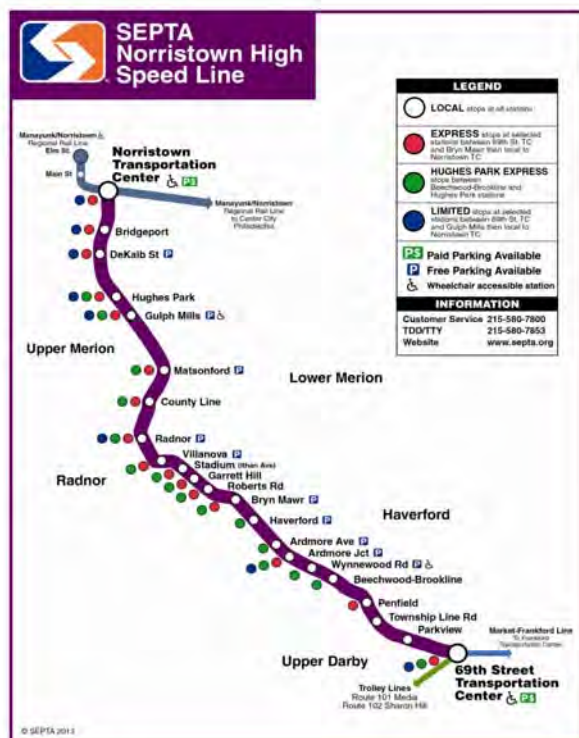 SEPTA
Norristown High
Speed Line
LEGEND
LOCAL stops at all stations
EXPRESS stops at selected
stations between 69th St. TC
and Bryn Mawr then local to
Norristown TC
HUGHES PARK EXPRESS
stops between
Beechwood-Brookline and
Hughes Park stations
LIMITED stops at selected
stations between 69th St. TC
and Gulph Mills then local to
Norristown TC
P$ Paid Parking Available
P Free Parking Available
Wheelchair accessible station
INFORMATION
Customer Service 215-580-7800
TDD/TTY 215-580-7853
Website www.septa.org
Manayunk/Norristown
Regional Rail Line
Elm St.
Main St
Norristown
Transportation
Center P$
Manayunk/Norristown
Regional Rail Line
to Center City
Philadelphia
Bridgeport
DeKalb St P
Hughes Park
Gulph Mills P
Upper Merion
Matsonford P
Lower Merion
County Line
Radnor P
Villanova P
Stadium (Ithan Ave)
Radnor
Garrett Hill
Roberts Rd
Bryn Mawr P
Haverford P
Haverford
Ardmore Ave P
Ardmore Jct P
Wynnewood Rd P
Beechwood-Brookline
Penfield
Township Line Rd
Parkview
Market-Frankford Line
To Frankford
Transportation Center
Upper Darby
69th Street
Transportation
Center P$
Trolley Lines
Route 101 Media
Route 102 Sharon Hill
© SEPTA 2013